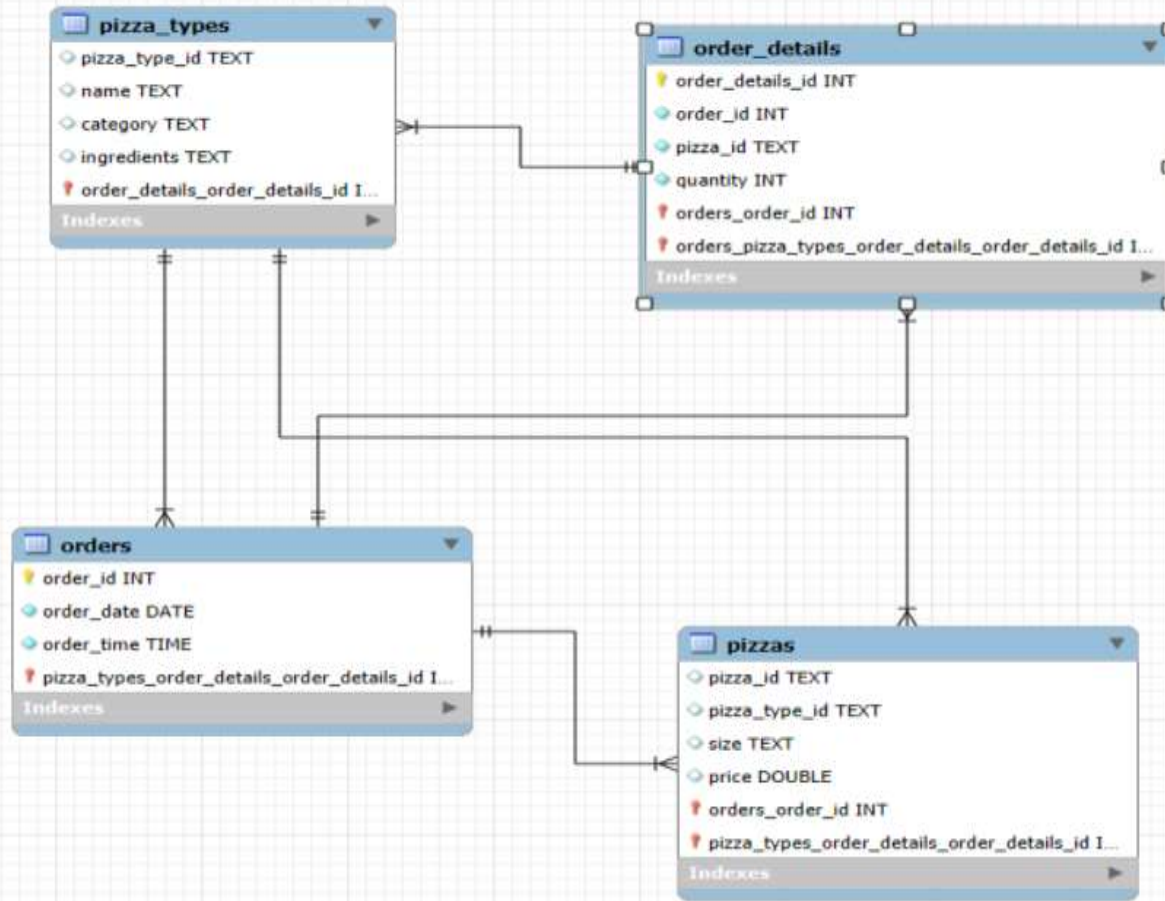 pizza_types
pizza_type_id TEXT
name TEXT
category TEXT
ingredients TEXT
order_details_order_details_id I...
Indexes
order_details
order_details_id INT
order_id INT
pizza_id TEXT
quantity INT
orders_order_id INT
orders_pizza_types_order_details_order_details_id I...
Indexes
orders
order_id INT
order_date DATE
order_time TIME
pizza_types_order_details_order_details_id I...
Indexes
pizzas
pizza_id TEXT
pizza_type_id TEXT
size TEXT
price DOUBLE
orders_order_id INT
pizza_types_order_details_order_details_id I...
Indexes